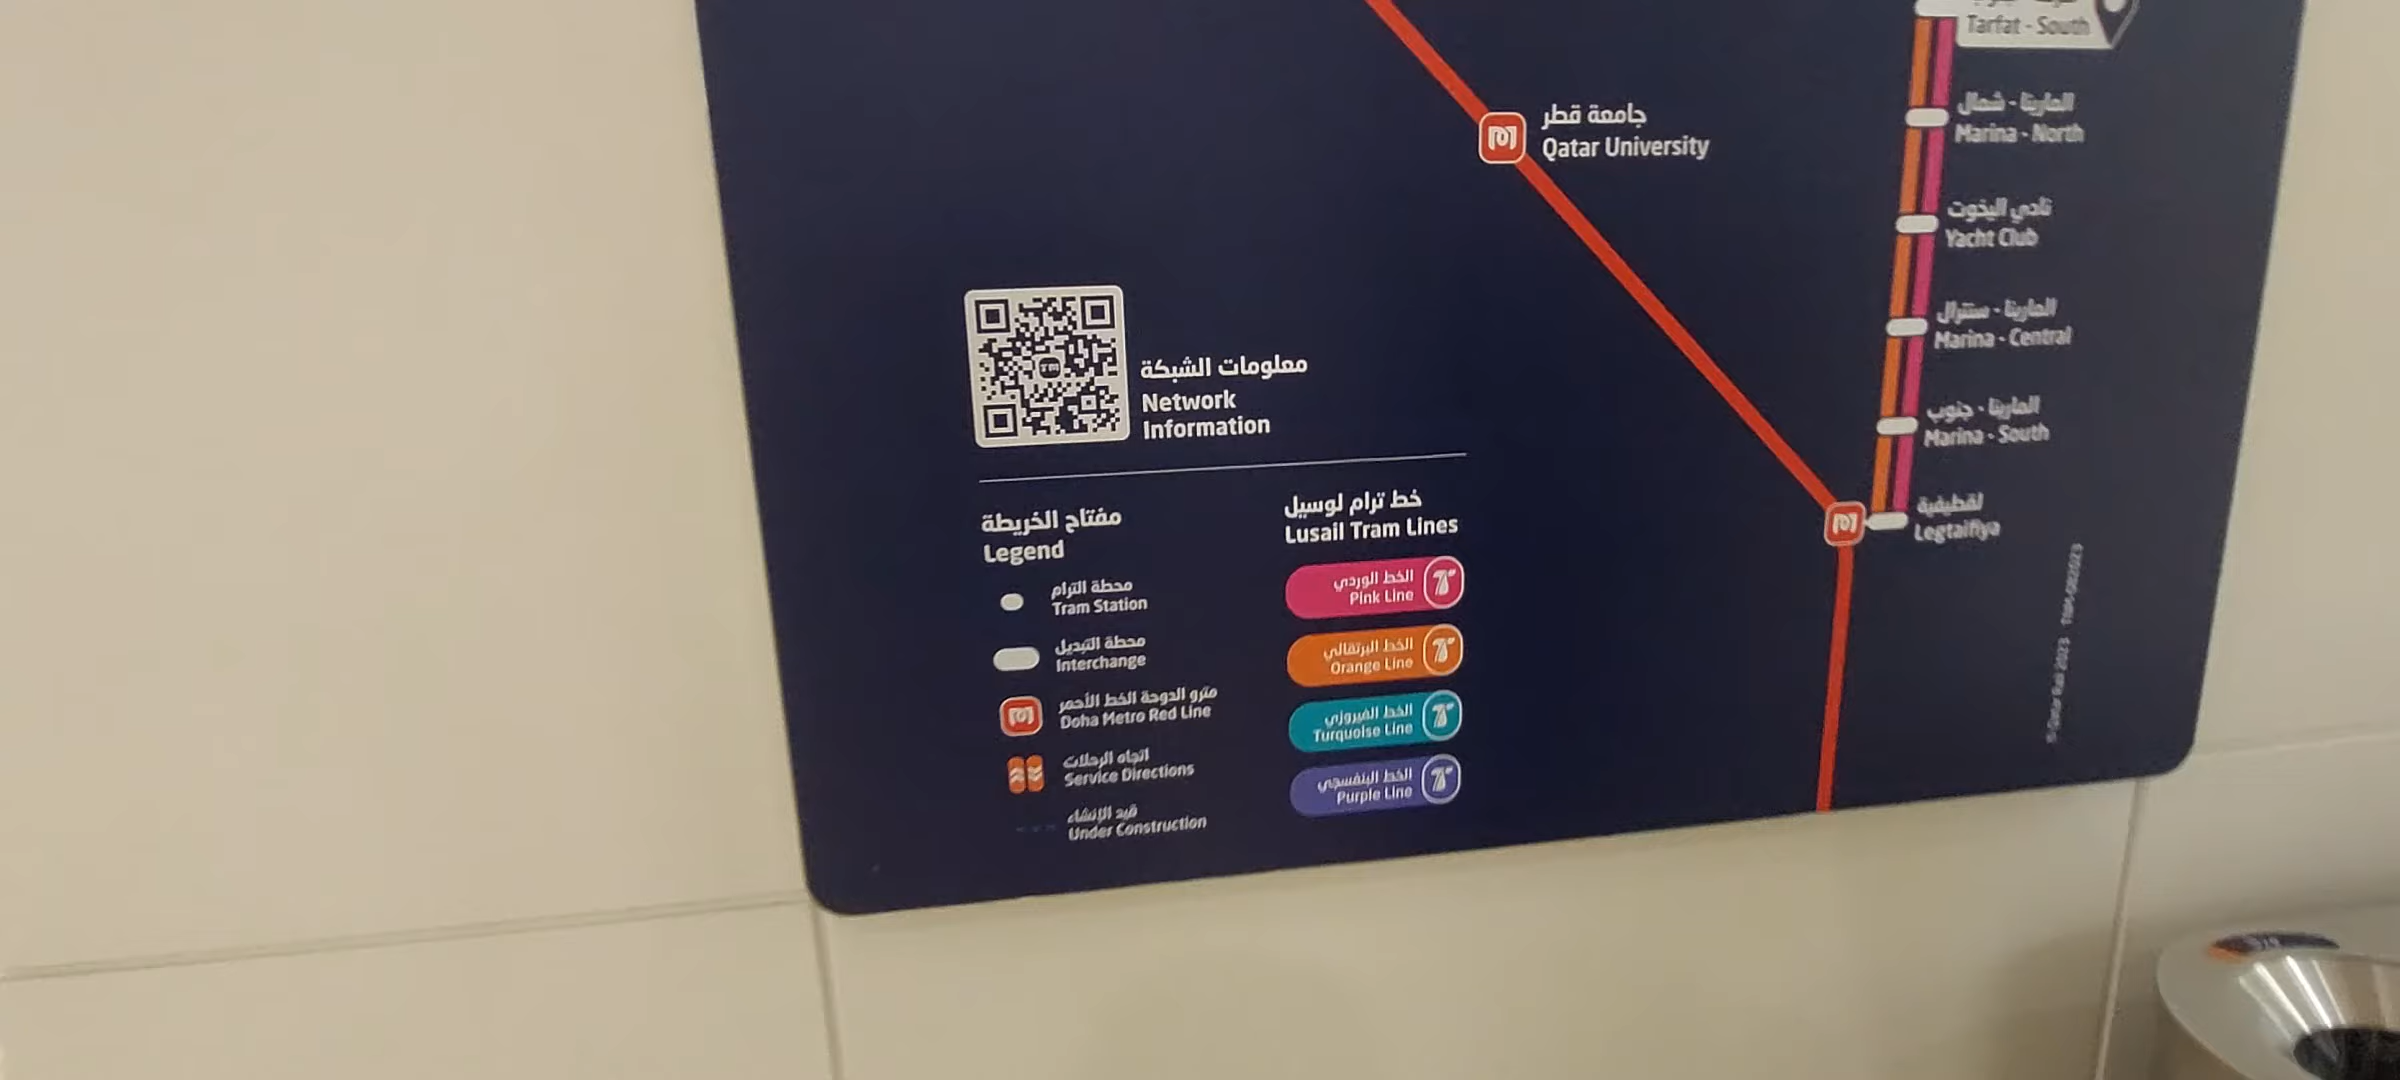 Tarfat - South
المارينا - شمال
Marina - North
جامعة قطر
Qatar University
نادي اليخوت
Yacht Club
المارينا - سنترال
Marina - Central
المارينا - جنوب
Marina - South
لقطيفية
Legtaifiya
معلومات الشبكة
Network
Information
مفتاح الخريطة
Legend
محطة الترام
Tram Station
محطة التبديل
Interchange
مترو الدوحة الخط الأحمر
Doha Metro Red Line
اتجاه الرحلات
Service Directions
قيد الإنشاء
Under Construction
خط ترام لوسيل
Lusail Tram Lines
الخط الوردي
Pink Line
الخط البرتقالي
Orange Line
الخط الفيروزي
Turquoise Line
الخط البنفسجي
Purple Line